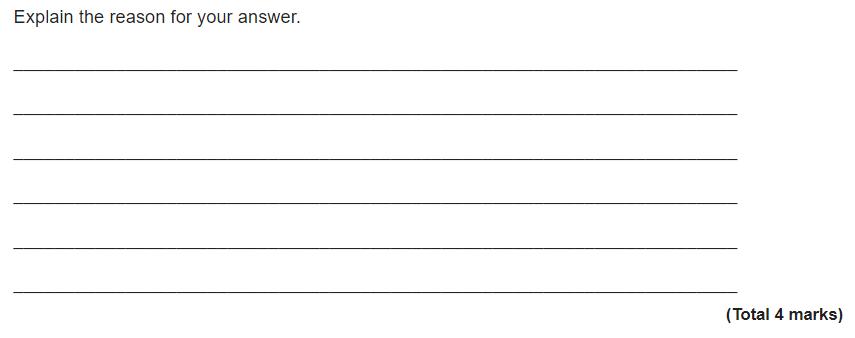 Explain the reason for your answer.
(Total 4 marks)